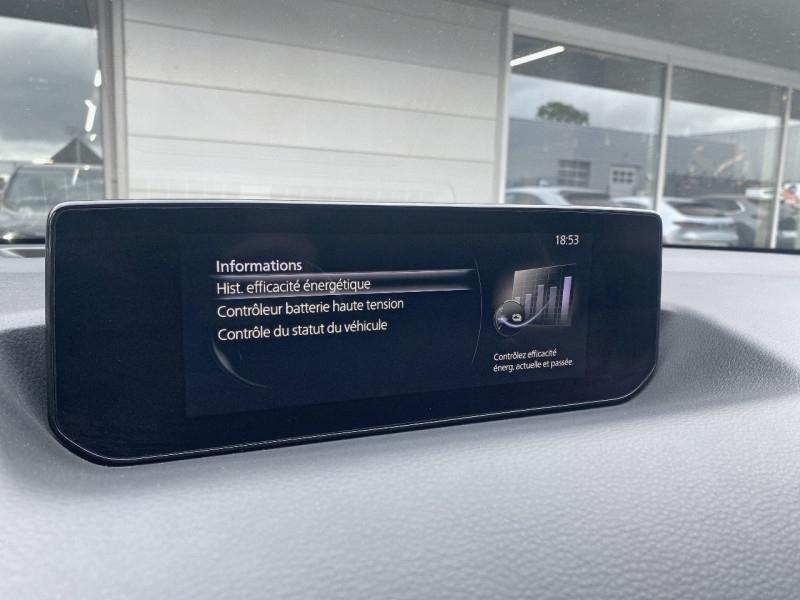 18:53
Informations
Hist. efficacité énergétique
Contrôleur batterie haute tension
Contrôle du statut du véhicule
Contrôlez efficacité
énerg. actuelle et passée.